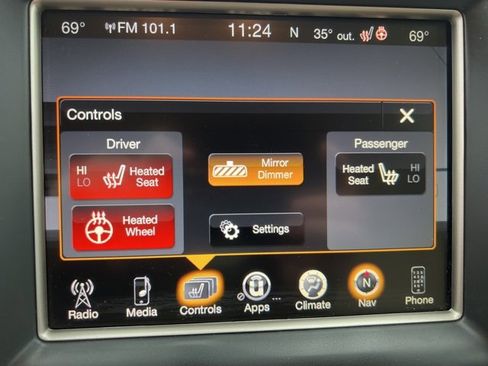 69° FM 101.1 11:24 N 35° out. 69°
Controls X
Driver Passenger
HI
LO
Heated
Seat
Mirror
Dimmer
Heated
Seat
HI
LO
Heated
Wheel
Settings
Radio Media Controls Apps ... Climate N Nav Phone